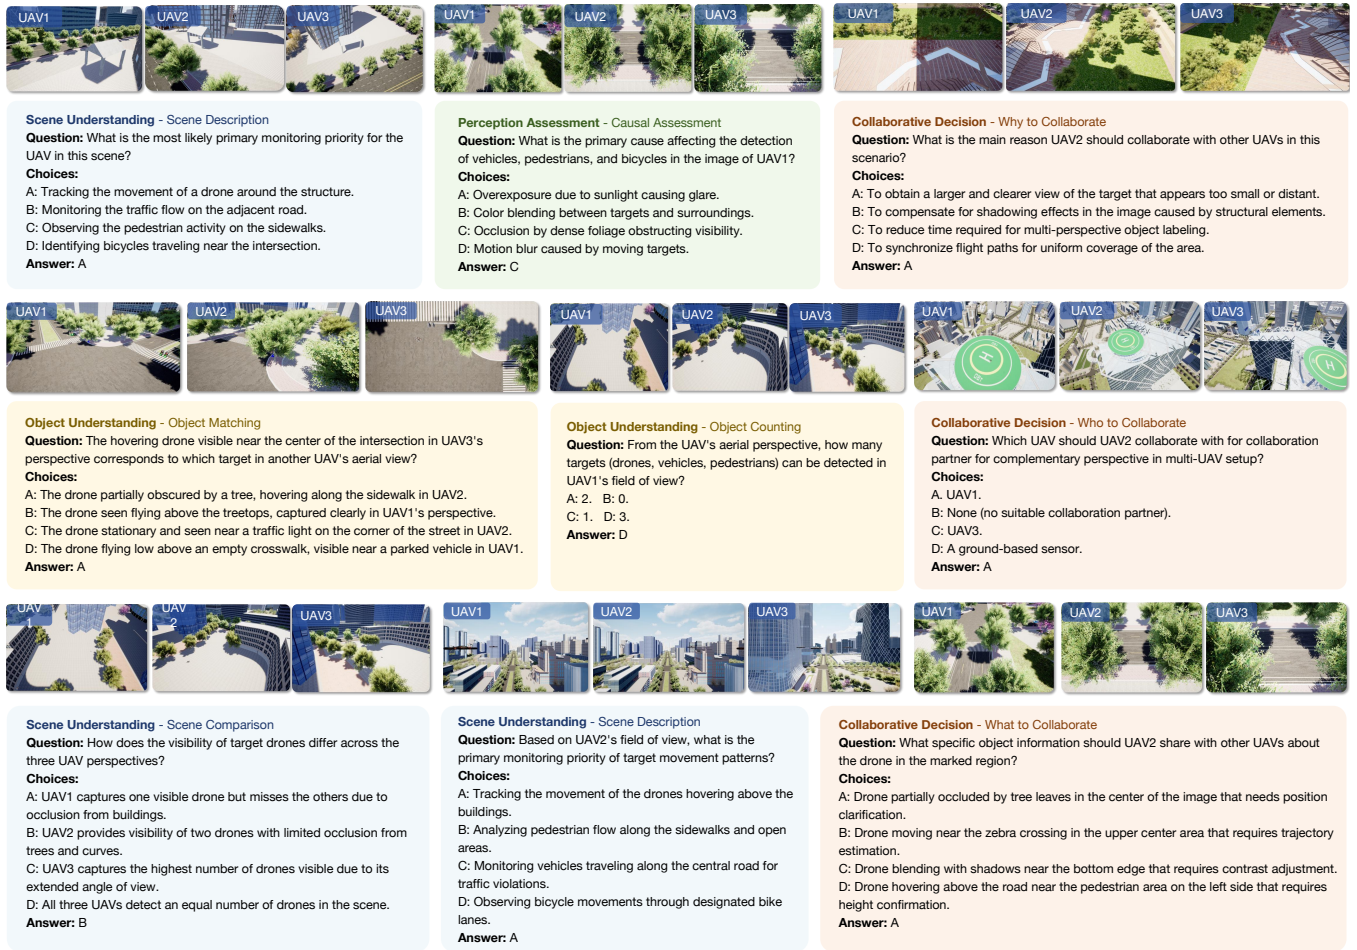 UAV1
UAV2
UAV3
UAV1
UAV2
UAV3
UAV1
UAV2
UAV3
Scene Understanding - Scene Description
Question: What is the most likely primary monitoring priority for the
UAV in this scene?
Choices:
A: Tracking the movement of a drone around the structure.
B: Monitoring the traffic flow on the adjacent road.
C: Observing the pedestrian activity on the sidewalks.
D: Identifying bicycles traveling near the intersection.
Answer: A
Perception Assessment - Causal Assessment
Question: What is the primary cause affecting the detection
of vehicles, pedestrians, and bicycles in the image of UAV1?
Choices:
A: Overexposure due to sunlight causing glare.
B: Color blending between targets and surroundings.
C: Occlusion by dense foliage obstructing visibility.
D: Motion blur caused by moving targets.
Answer: C
Collaborative Decision - Why to Collaborate
Question: What is the main reason UAV2 should collaborate with other UAVs in this
scenario?
Choices:
A: To obtain a larger and clearer view of the target that appears too small or distant.
B: To compensate for shadowing effects in the image caused by structural elements.
C: To reduce time required for multi-perspective object labeling.
D: To synchronize flight paths for uniform coverage of the area.
Answer: A
UAV1
UAV2
UAV3
UAV1
UAV2
UAV3
UAV1
UAV2
UAV3
H
H
H
Object Understanding - Object Matching
Question: The hovering drone visible near the center of the intersection in UAV3's
perspective corresponds to which target in another UAV's aerial view?
Choices:
A: The drone partially obscured by a tree, hovering along the sidewalk in UAV2.
B: The drone seen flying above the treetops, captured clearly in UAV1's perspective.
C: The drone stationary and seen near a traffic light on the corner of the street in UAV2.
D: The drone flying low above an empty crosswalk, visible near a parked vehicle in UAV1.
Answer: A
Object Understanding - Object Counting
Question: From the UAV's aerial perspective, how many
targets (drones, vehicles, pedestrians) can be detected in
UAV1's field of view?
A: 2. B: 0.
C: 1. D: 3.
Answer: D
Collaborative Decision - Who to Collaborate
Question: Which UAV should UAV2 collaborate with for collaboration
partner for complementary perspective in multi-UAV setup?
Choices:
A. UAV1.
B: None (no suitable collaboration partner).
C: UAV3.
D: A ground-based sensor.
Answer: A
UAV
1
UAV
2
UAV3
UAV1
UAV2
UAV3
UAV1
UAV2
UAV3
Scene Understanding - Scene Comparison
Question: How does the visibility of target drones differ across the
three UAV perspectives?
Choices:
A: UAV1 captures one visible drone but misses the others due to
occlusion from buildings.
B: UAV2 provides visibility of two drones with limited occlusion from
trees and curves.
C: UAV3 captures the highest number of drones visible due to its
extended angle of view.
D: All three UAVs detect an equal number of drones in the scene.
Answer: B
Scene Understanding - Scene Description
Question: Based on UAV2's field of view, what is the
primary monitoring priority of target movement patterns?
Choices:
A: Tracking the movement of the drones hovering above the
buildings.
B: Analyzing pedestrian flow along the sidewalks and open
areas.
C: Monitoring vehicles traveling along the central road for
traffic violations.
D: Observing bicycle movements through designated bike
lanes.
Answer: A
Collaborative Decision - What to Collaborate
Question: What specific object information should UAV2 share with other UAVs about
the drone in the marked region?
Choices:
A: Drone partially occluded by tree leaves in the center of the image that needs position
clarification.
B: Drone moving near the zebra crossing in the upper center area that requires trajectory
estimation.
C: Drone blending with shadows near the bottom edge that requires contrast adjustment.
D: Drone hovering above the road near the pedestrian area on the left side that requires
height confirmation.
Answer: A